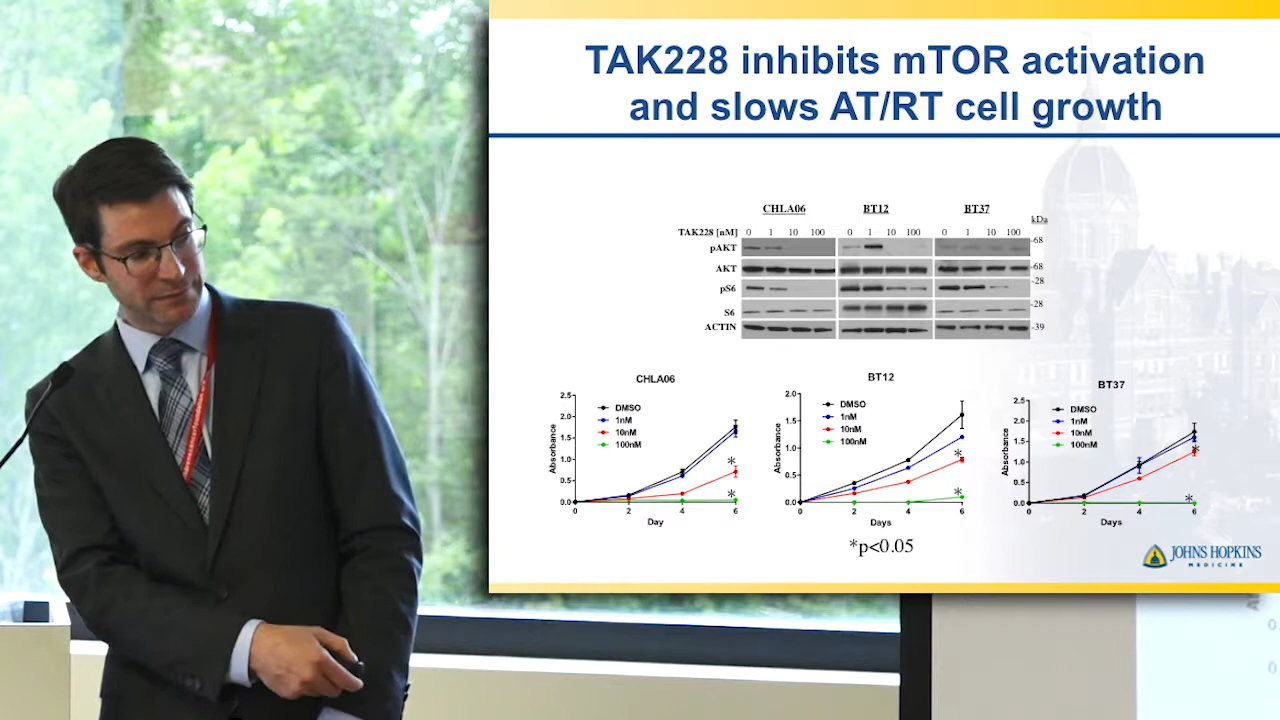 TAK228 inhibits mTOR activation
and slows AT/RT cell growth
CHLA06 BT12 BT37
kDa
TAK228 [nM] 0 1 10 100 0 1 10 100 0 1 10 100
pAKT -68
AKT -68
pS6 -28
S6 -28
ACTIN -39
CHLA06
2.5
2.0
1.5
1.0
0.5
0.0
Absorbance
DMSO
1nM
10nM
100nM
*
*
0 2 4 6
Day
BT12
2.0
1.5
1.0
0.5
0.0
Absorbance
DMSO
1nM
10nM
100nM
*
*
0 2 4 6
Days
BT37
2.5
2.0
1.5
1.0
0.5
0.0
Absorbance
DMSO
1nM
10nM
100nM
*
*
0 2 4 6
Days
*p<0.05
JOHNS HOPKINS
MEDICINE